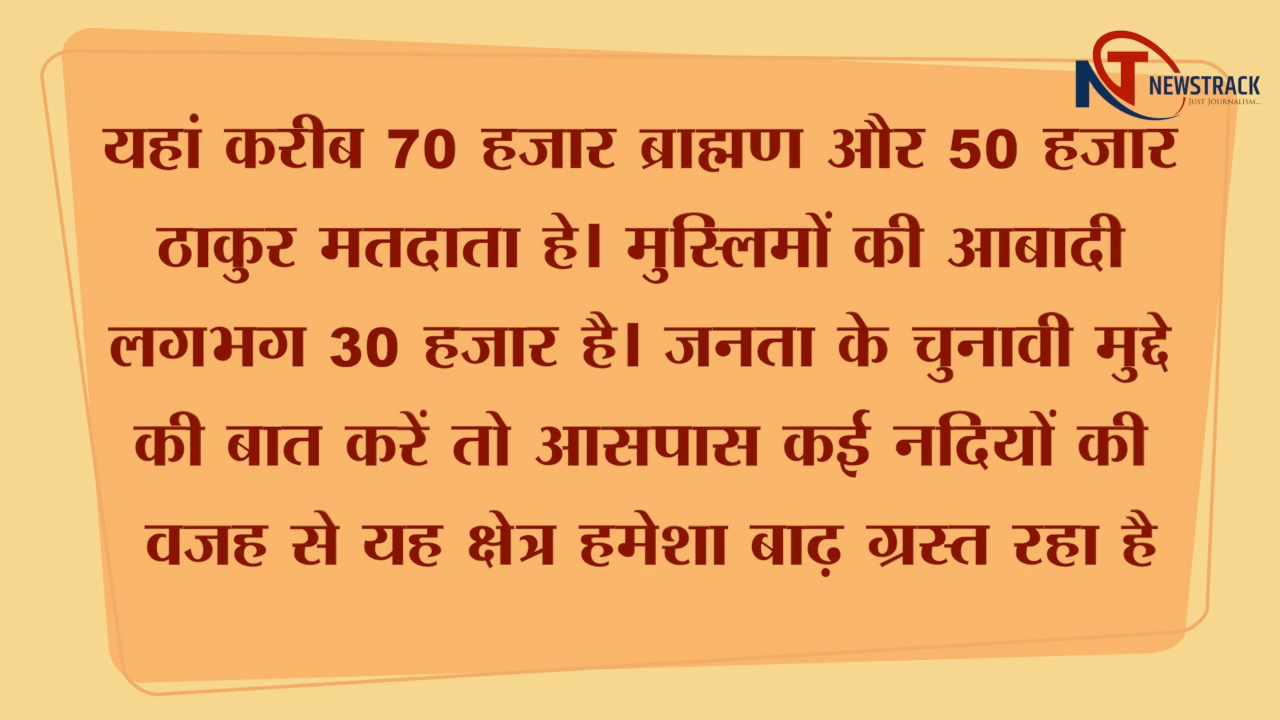 NT NEWSTRACK
JUST JOURNALISM...
यहां करीब 70 हजार ब्राह्मण और 50 हजार
ठाकुर मतदाता हे। मुस्लिमों की आबादी
लगभग 30 हजार है। जनता के चुनावी मुद्दे
की बात करें तो आसपास कई नदियों की
वजह से यह क्षेत्र हमेशा बाढ़ ग्रस्त रहा है